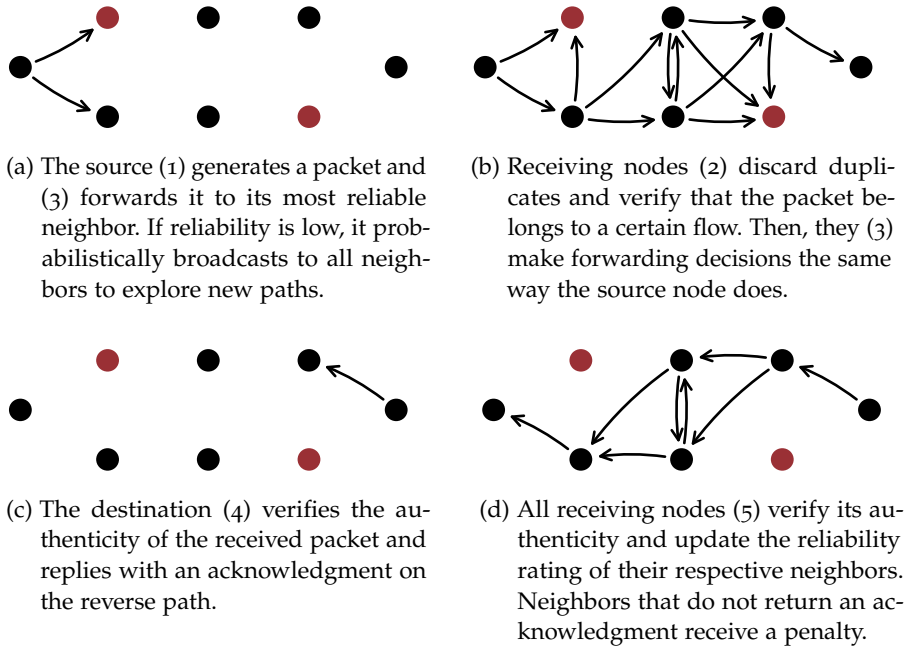 (a) The source (1) generates a packet and
(3) forwards it to its most reliable
neighbor. If reliability is low, it prob-
abilistically broadcasts to all neigh-
bors to explore new paths.
(b) Receiving nodes (2) discard dupli-
cates and verify that the packet be-
longs to a certain flow. Then, they (3)
make forwarding decisions the same
way the source node does.
(c) The destination (4) verifies the au-
thenticity of the received packet and
replies with an acknowledgment on
the reverse path.
(d) All receiving nodes (5) verify its au-
thenticity and update the reliability
rating of their respective neighbors.
Neighbors that do not return an ac-
knowledgment receive a penalty.